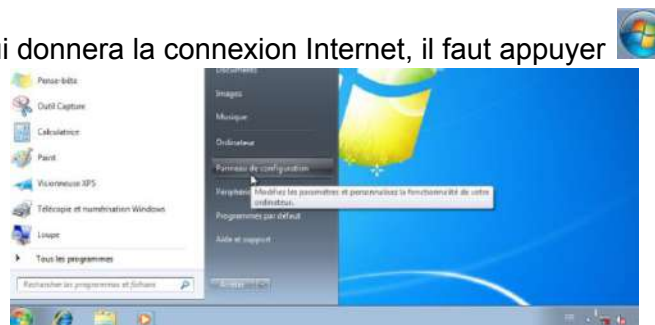 i donnera la connexion Internet, il faut appuyer
Pense-bête
Outil Capture
Calculatrice
Paint
Visionneuse XPS
Télécopie et numérisation Windows
Loupe
Tous les programmes
Rechercher les programmes et fichiers
Documents
Images
Musique
Ordinateur
Panneau de configuration
Modifiez les paramètres et personnalisez la fonctionnalité de votre
ordinateur.
Programmes par défaut
Aide et support
Arrêter